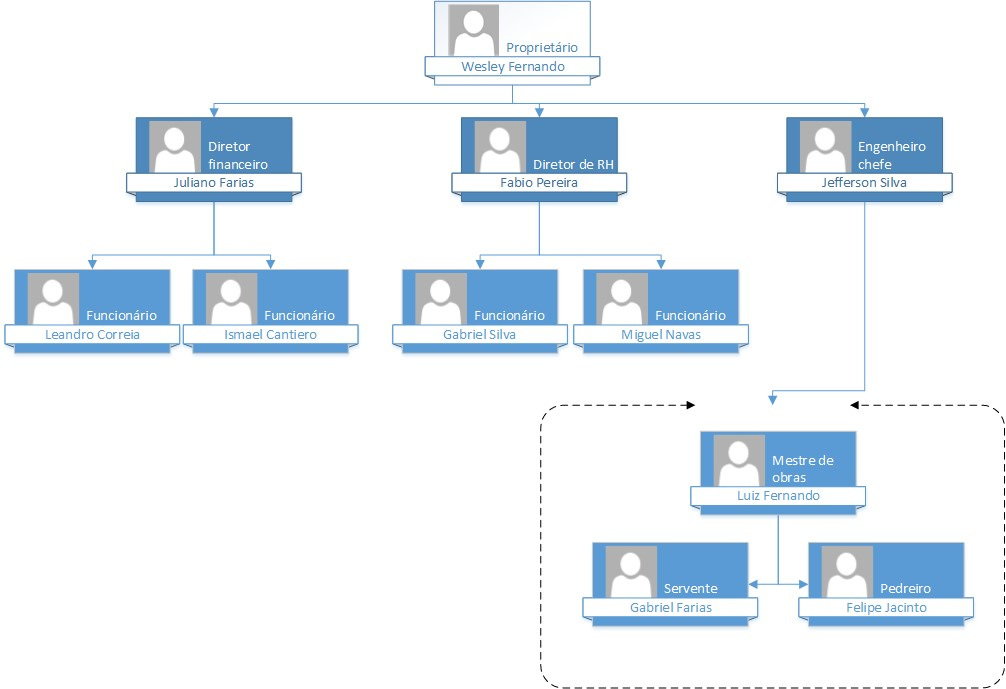 Proprietário
Wesley Fernando
Diretor
financeiro
Juliano Farias
Diretor de RH
Fabio Pereira
Engenheiro
chefe
Jefferson Silva
Funcionário
Leandro Correia
Funcionário
Ismael Cantiero
Funcionário
Gabriel Silva
Funcionário
Miguel Navas
Mestre de
obras
Luiz Fernando
Servente
Gabriel Farias
Pedreiro
Felipe Jacinto